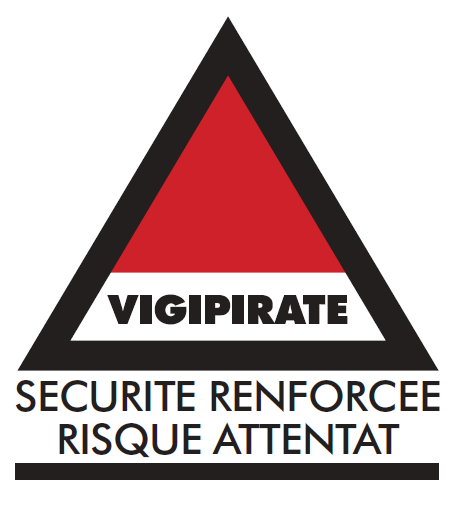 VIGIPIRATE
SECURITE RENFORCEE
RISQUE ATTENTAT